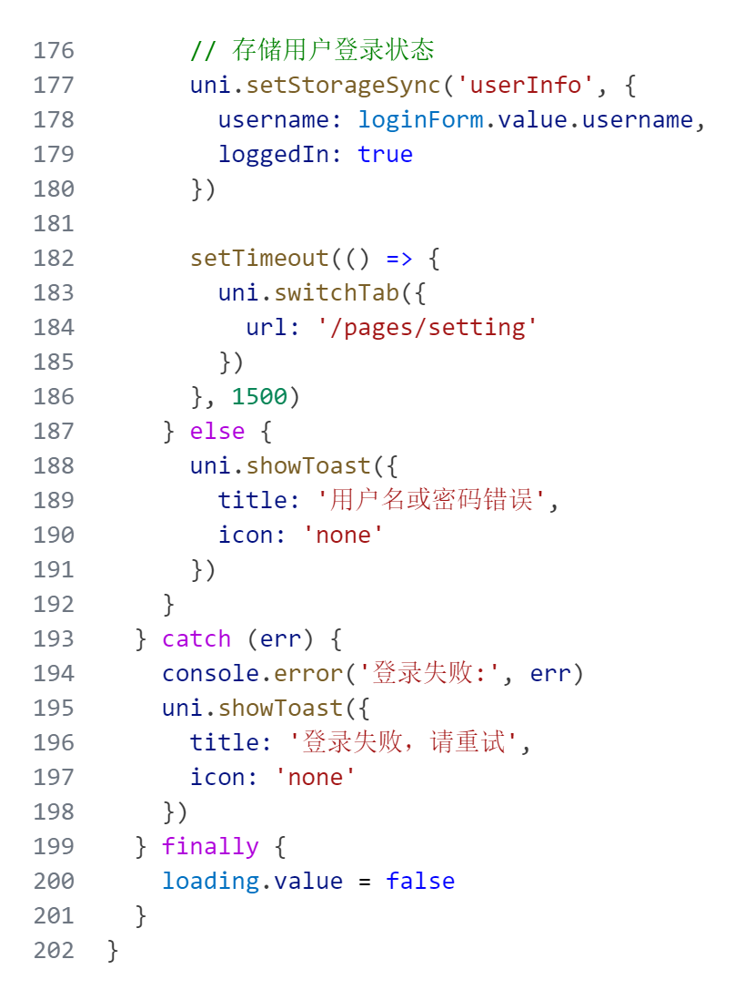 176        // 存储用户登录状态
177        uni.setStorageSync('userInfo', {
178          username: loginForm.value.username,
179          loggedIn: true
180        })
181
182        setTimeout(() => {
183          uni.switchTab({
184            url: '/pages/setting'
185          })
186        }, 1500)
187      } else {
188        uni.showToast({
189          title: '用户名或密码错误',
190          icon: 'none'
191        })
192      }
193    } catch (err) {
194      console.error('登录失败:', err)
195      uni.showToast({
196        title: '登录失败，请重试',
197        icon: 'none'
198      })
199    } finally {
200      loading.value = false
201    }
202  }